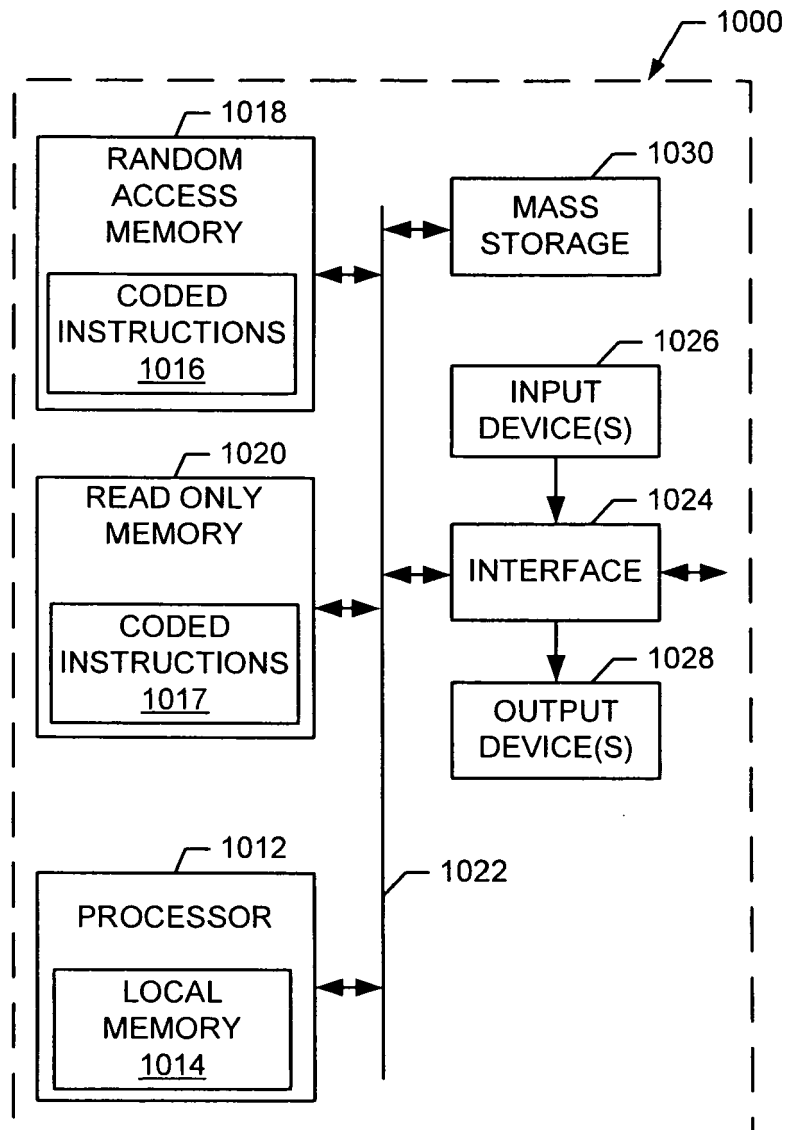 1000
1018
RANDOM
ACCESS
MEMORY
CODED
INSTRUCTIONS
1016
1030
MASS
STORAGE
1026
INPUT
DEVICE(S)
1020
READ ONLY
MEMORY
CODED
INSTRUCTIONS
1017
1024
INTERFACE
1028
OUTPUT
DEVICE(S)
1012
PROCESSOR
LOCAL
MEMORY
1014
1022